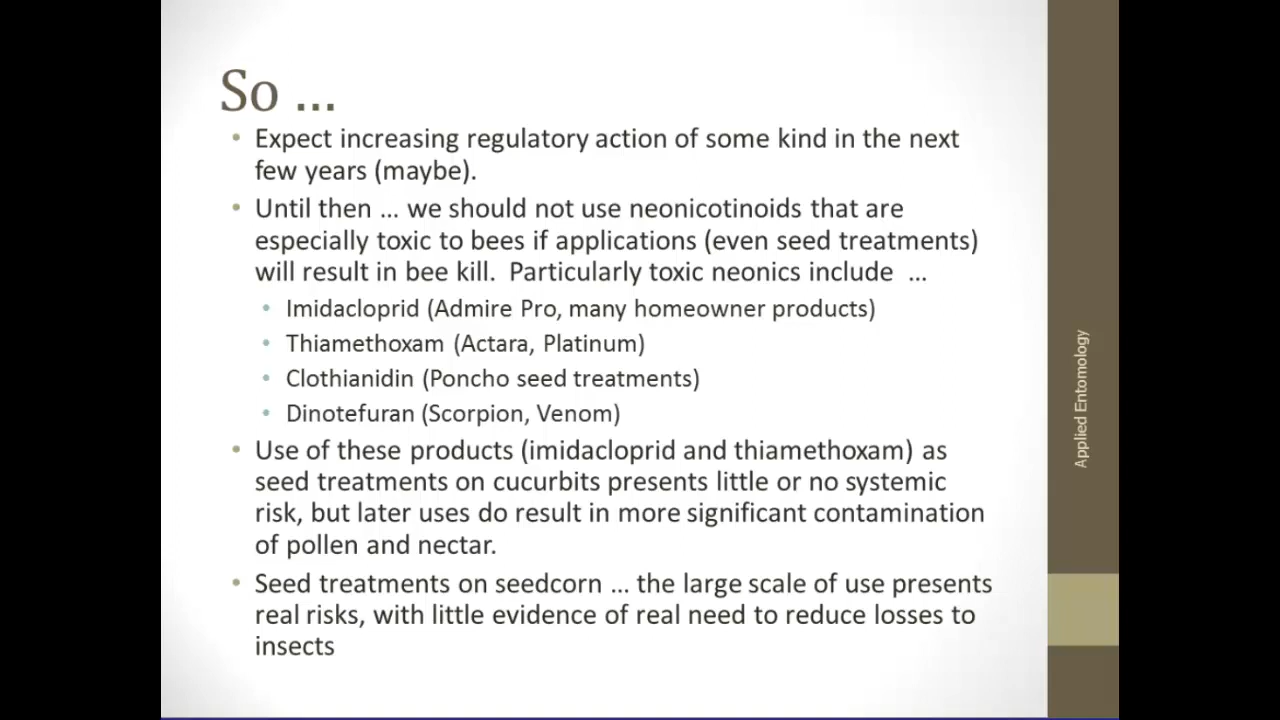 So …
• Expect increasing regulatory action of some kind in the next
few years (maybe).
• Until then … we should not use neonicotinoids that are
especially toxic to bees if applications (even seed treatments)
will result in bee kill.  Particularly toxic neonics include  …
• Imidacloprid (Admire Pro, many homeowner products)
• Thiamethoxam (Actara, Platinum)
• Clothianidin (Poncho seed treatments)
• Dinotefuran (Scorpion, Venom)
• Use of these products (imidacloprid and thiamethoxam) as
seed treatments on cucurbits presents little or no systemic
risk, but later uses do result in more significant contamination
of pollen and nectar.
• Seed treatments on seedcorn … the large scale of use presents
real risks, with little evidence of real need to reduce losses to
insects
Applied Entomology